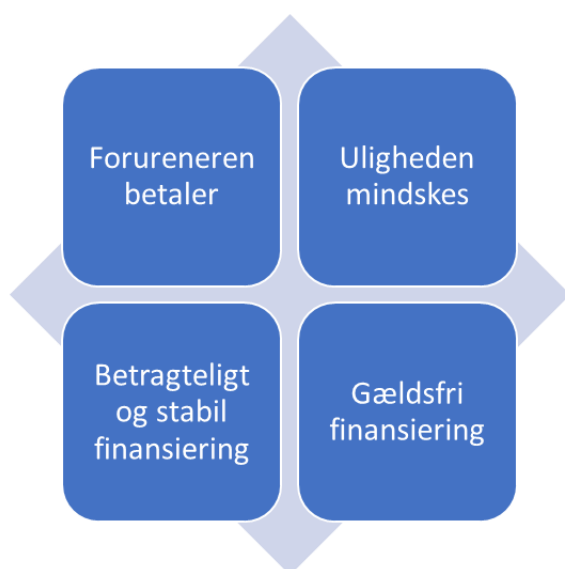 Forureneren
betaler
Uligheden
mindskes
Betragteligt
og stabil
finansiering
Gældsfri
finansiering